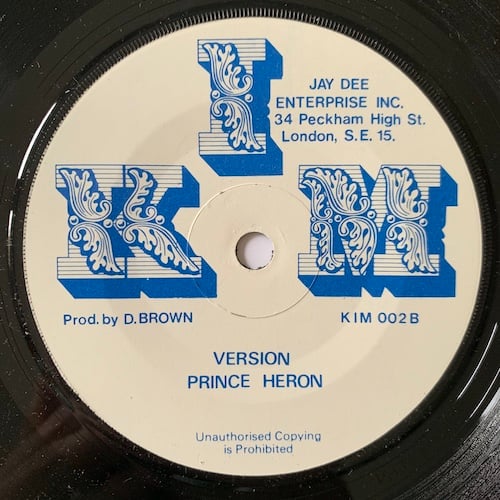 KIM
JAY DEE
ENTERPRISE INC.
34 Peckham High St.
London, S.E. 15.
Prod. by D. BROWN
KIM 002B
VERSION
PRINCE HERON
Unauthorised Copying
is Prohibited